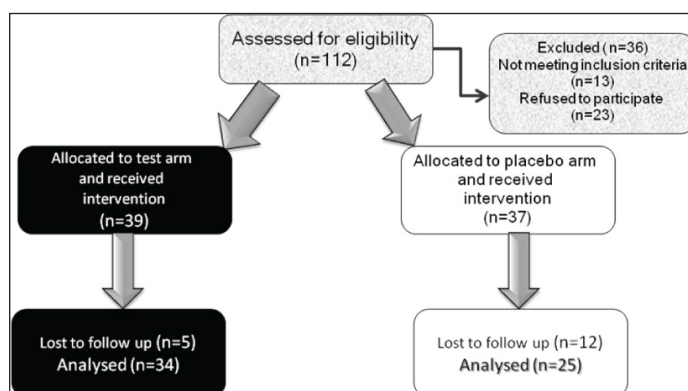 Assessed for eligibility
(n=112)
Excluded (n=36)
Not meeting inclusion criteria
(n=13)
Refused to participate
(n=23)
Allocated to test arm
and received
intervention
(n=39)
Allocated to placebo arm
and received
intervention
(n=37)
Lost to follow up (n=5)
Analysed (n=34)
Lost to follow up (n=12)
Analysed (n=25)